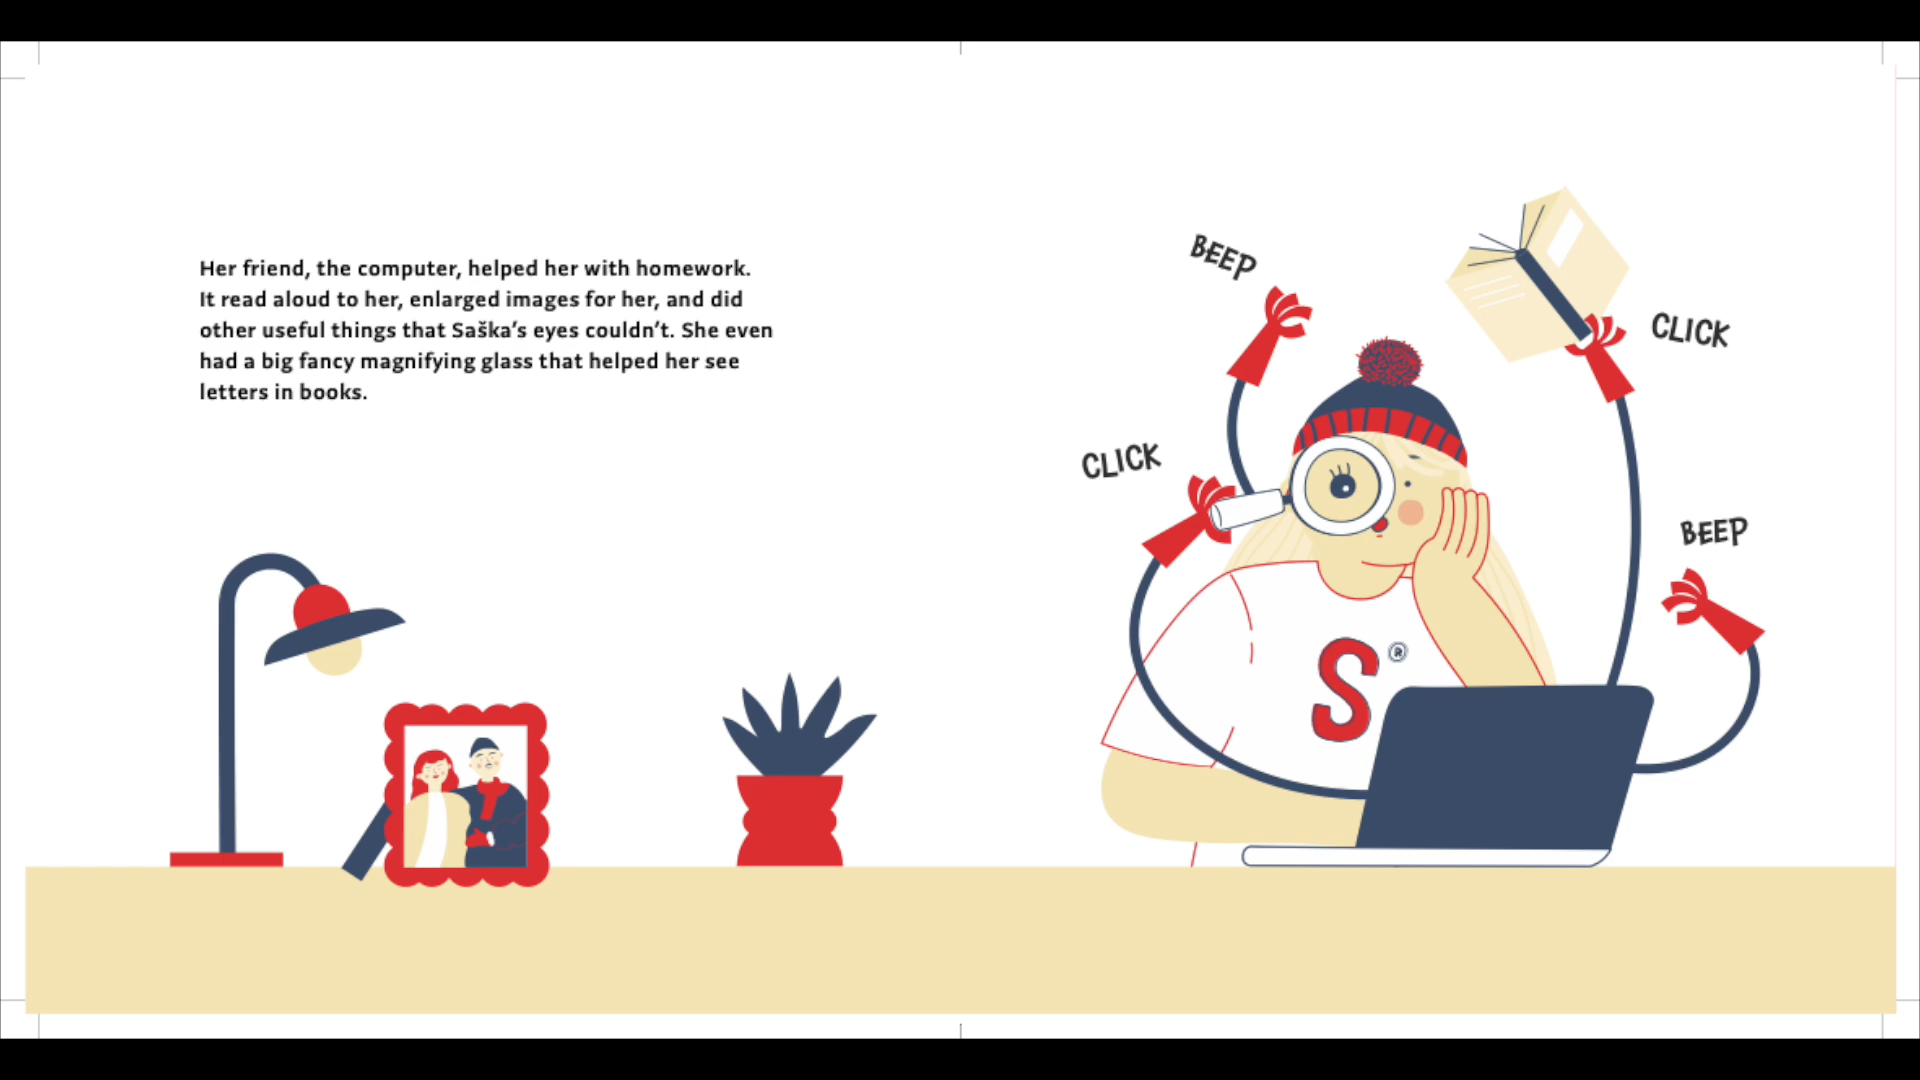 Her friend, the computer, helped her with homework.
It read aloud to her, enlarged images for her, and did
other useful things that Saška’s eyes couldn’t. She even
had a big fancy magnifying glass that helped her see
letters in books.
BEEP
CLICK
CLICK
BEEP
S ®